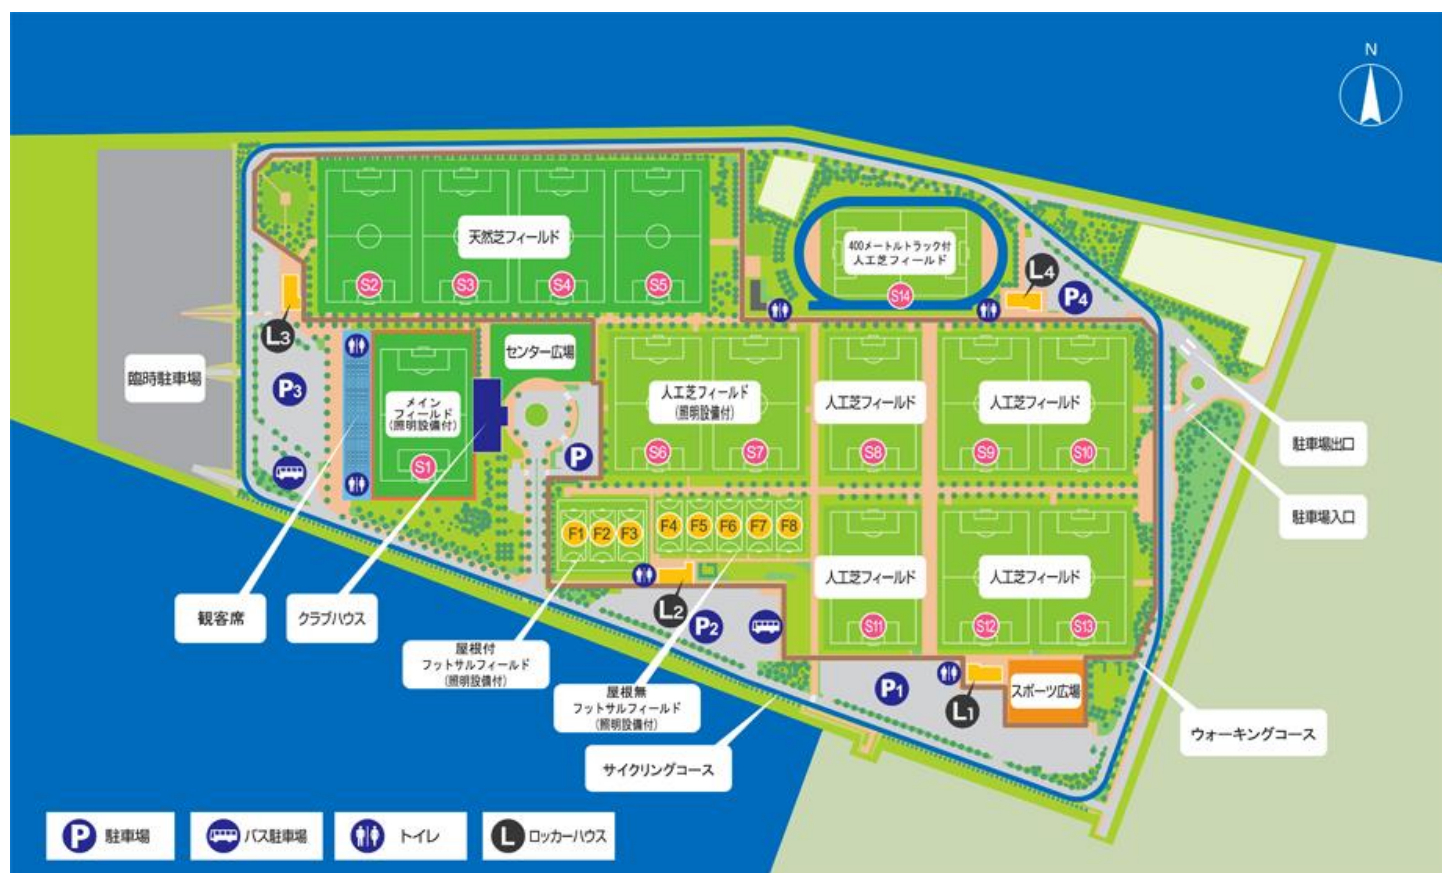 N
天然芝フィールド
S2
S3
S4
S5
400メートルトラック付
人工芝フィールド
S14
L4
P4
L3
臨時駐車場
P3
メイン
フィールド
(照明設備付)
S1
センター広場
P
人工芝フィールド
(照明設備付)
S6
S7
人工芝フィールド
S8
人工芝フィールド
S9
S10
駐車場出口
駐車場入口
F1
F2
F3
F4
F5
F6
F7
F8
人工芝フィールド
S11
人工芝フィールド
S12
S13
観客席
クラブハウス
L2
P2
屋根付
フットサルフィールド
(照明設備付)
屋根無
フットサルフィールド
(照明設備付)
P1
L1
スポーツ広場
ウォーキングコース
サイクリングコース
P 駐車場
バス駐車場
トイレ
L ロッカーハウス